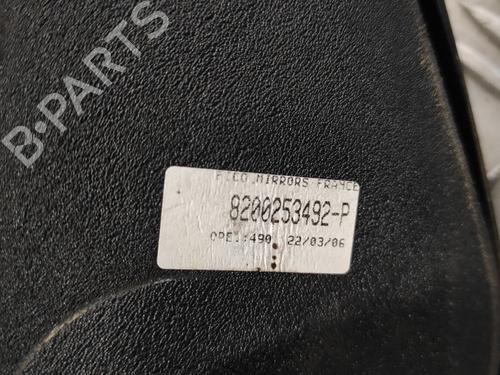 B-PARTS
FICO MIRRORS FRANCE
8200253492-P
OPE.:490 22/03/06